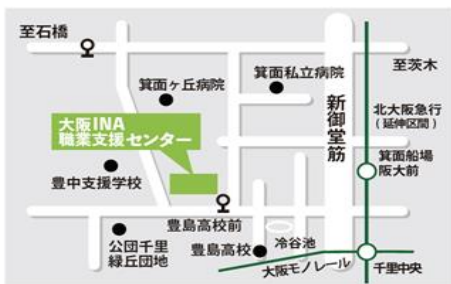 至石橋
至茨木
箕面ヶ丘病院
箕面私立病院
新御堂筋
北大阪急行
(延伸区間)
大阪INA
職業支援センター
箕面船場
阪大前
豊中支援学校
豊島高校前
公団千里
緑丘団地
豊島高校
冷谷池
大阪モノレール
千里中央